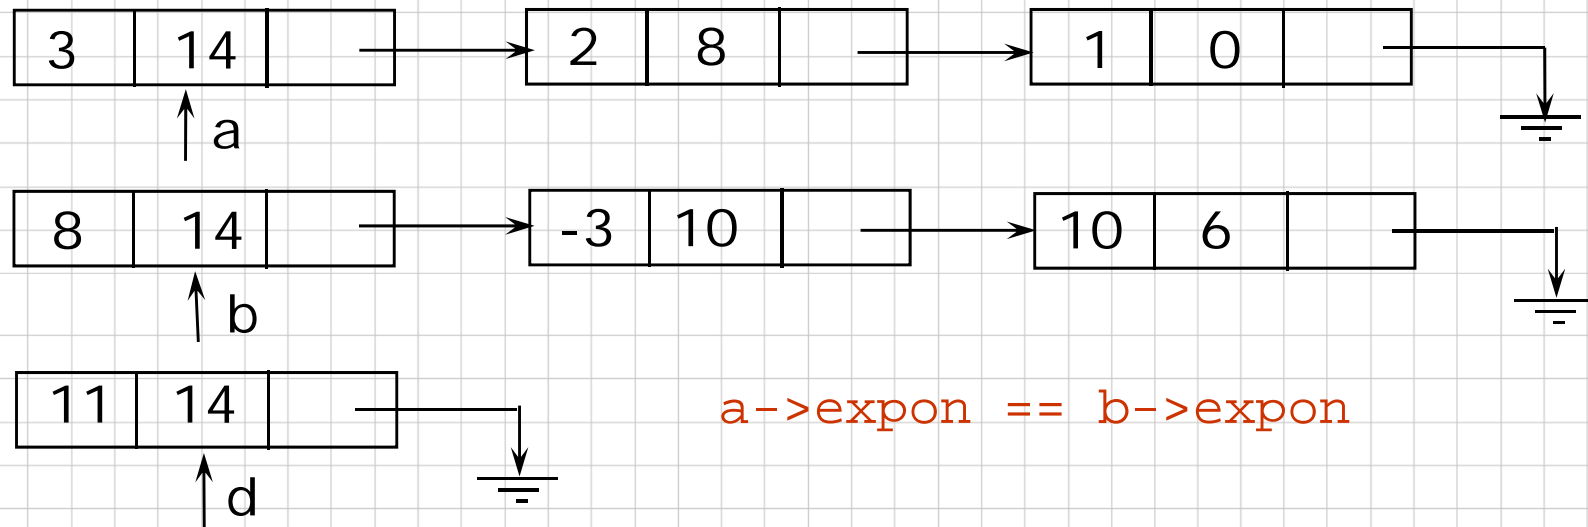 3 14 2 8 1 0
a
8 14 -3 10 10 6
b
11 14 a->expon == b->expon
d